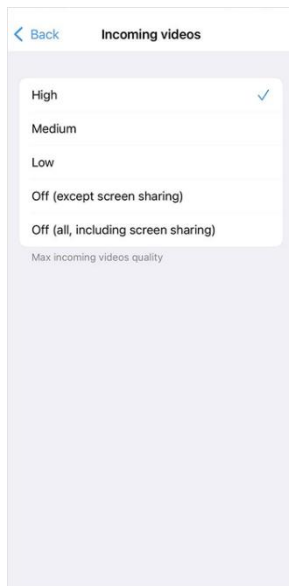 Back
Incoming videos
High
Medium
Low
Off (except screen sharing)
Off (all, including screen sharing)
Max incoming videos quality